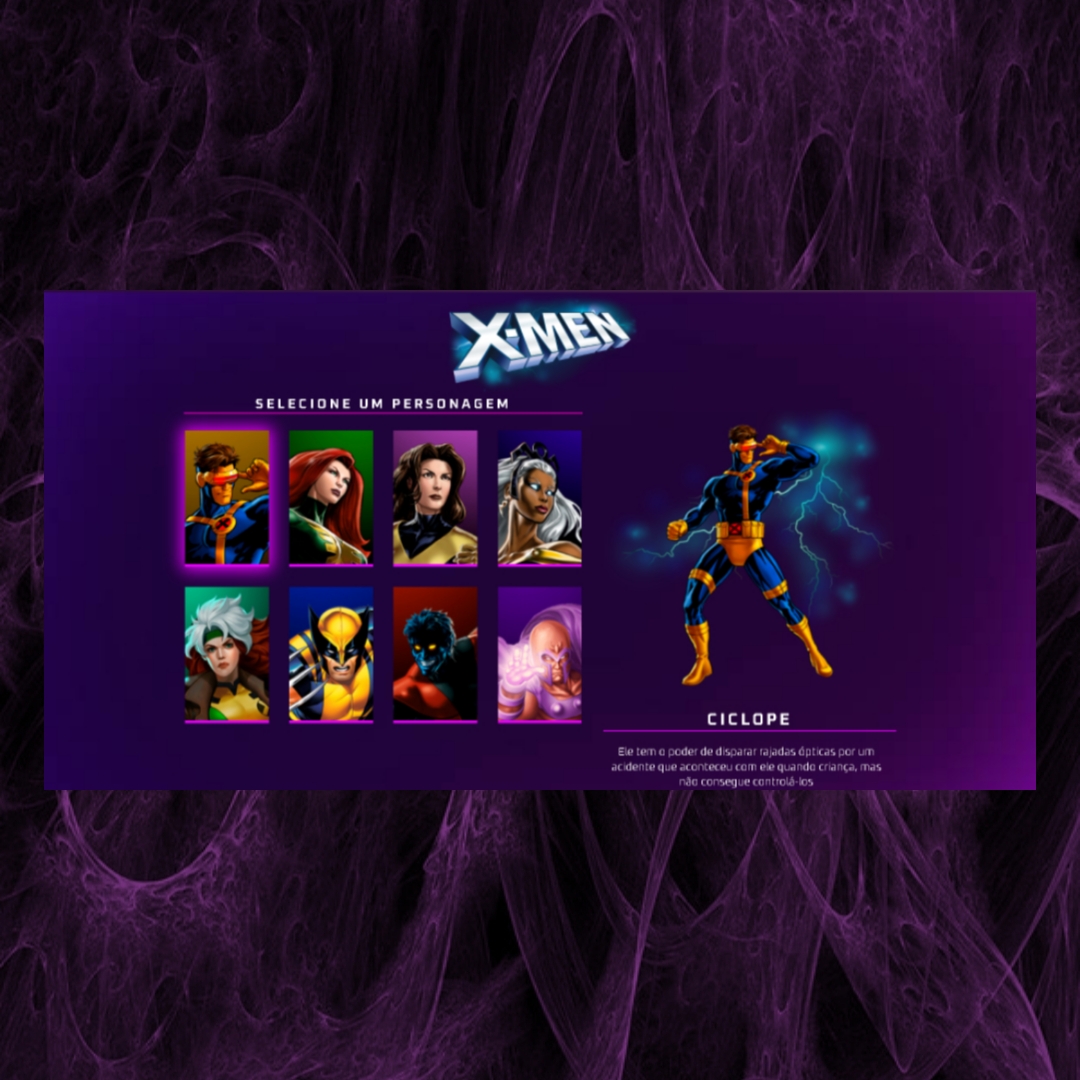 X-MEN
SELECIONE UM PERSONAGEM
CICLOPE
Ele tem o poder de disparar rajadas ópticas por um
acidente que aconteceu com ele quando criança, mas
não consegue controlá-los